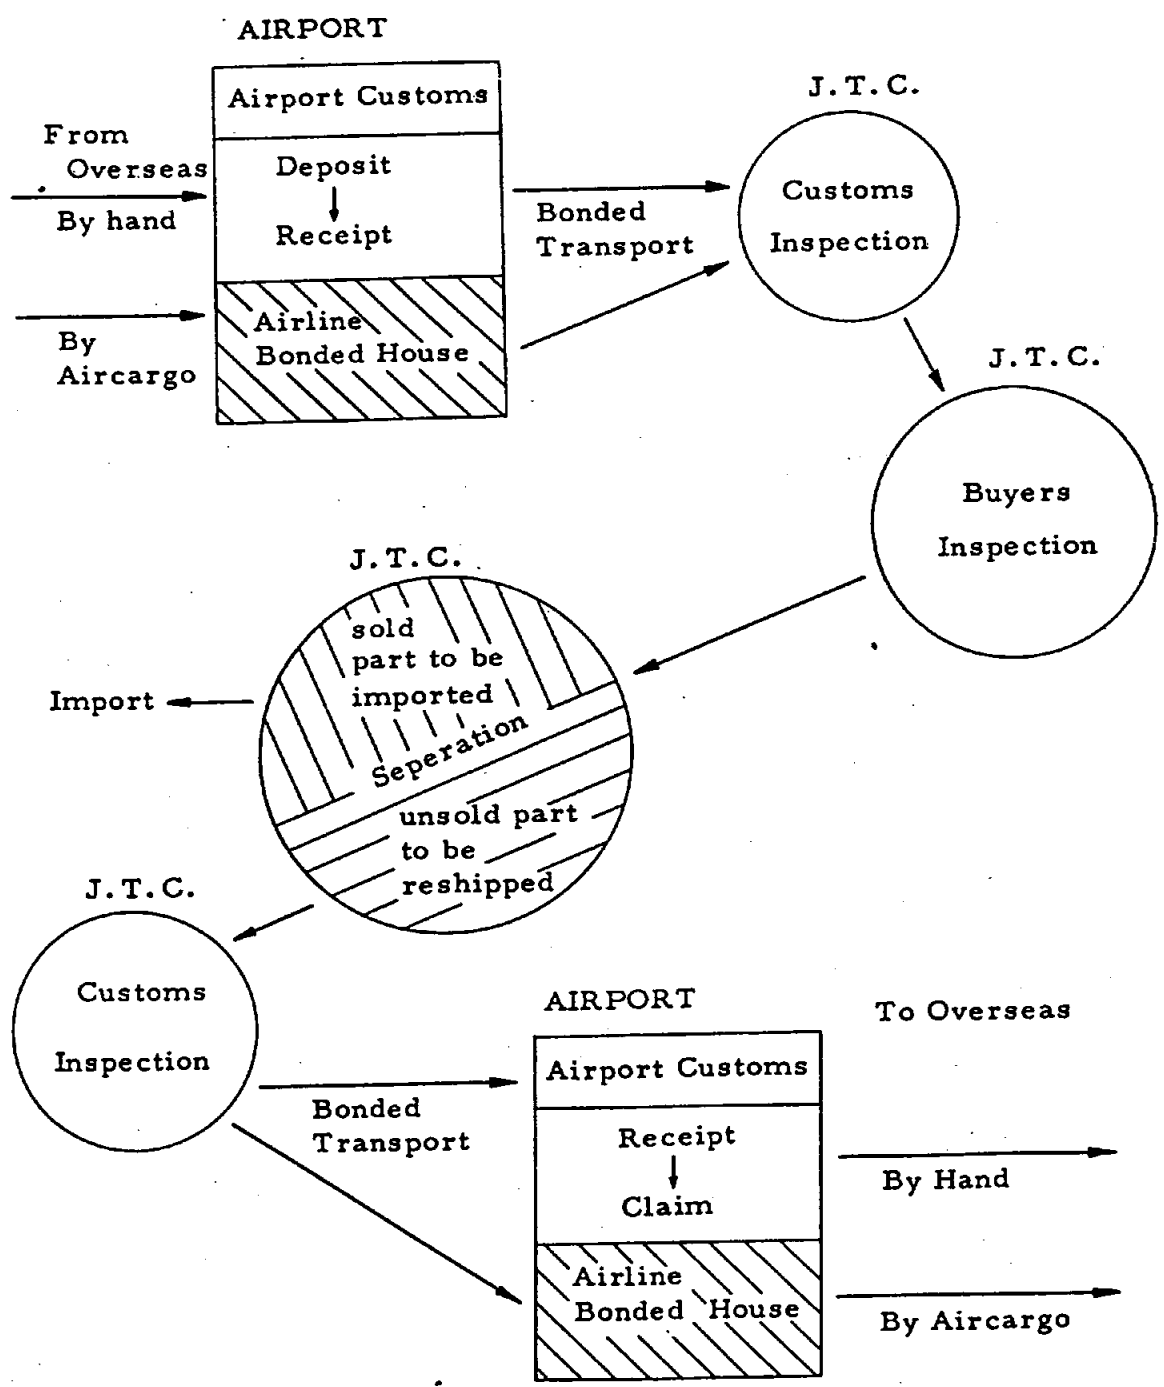 AIRPORT
Airport Customs
From
Overseas
By hand
Deposit
Receipt
By
Aircargo
Airline
Bonded House
Bonded
Transport
J.T.C.
Customs
Inspection
J.T.C.
Buyers
Inspection
J.T.C.
sold
part to be
imported
Seperation
unsold part
to be
reshipped
Import
J.T.C.
Customs
Inspection
Bonded
Transport
AIRPORT
Airport Customs
Receipt
Claim
Airline
Bonded House
To Overseas
By Hand
By Aircargo